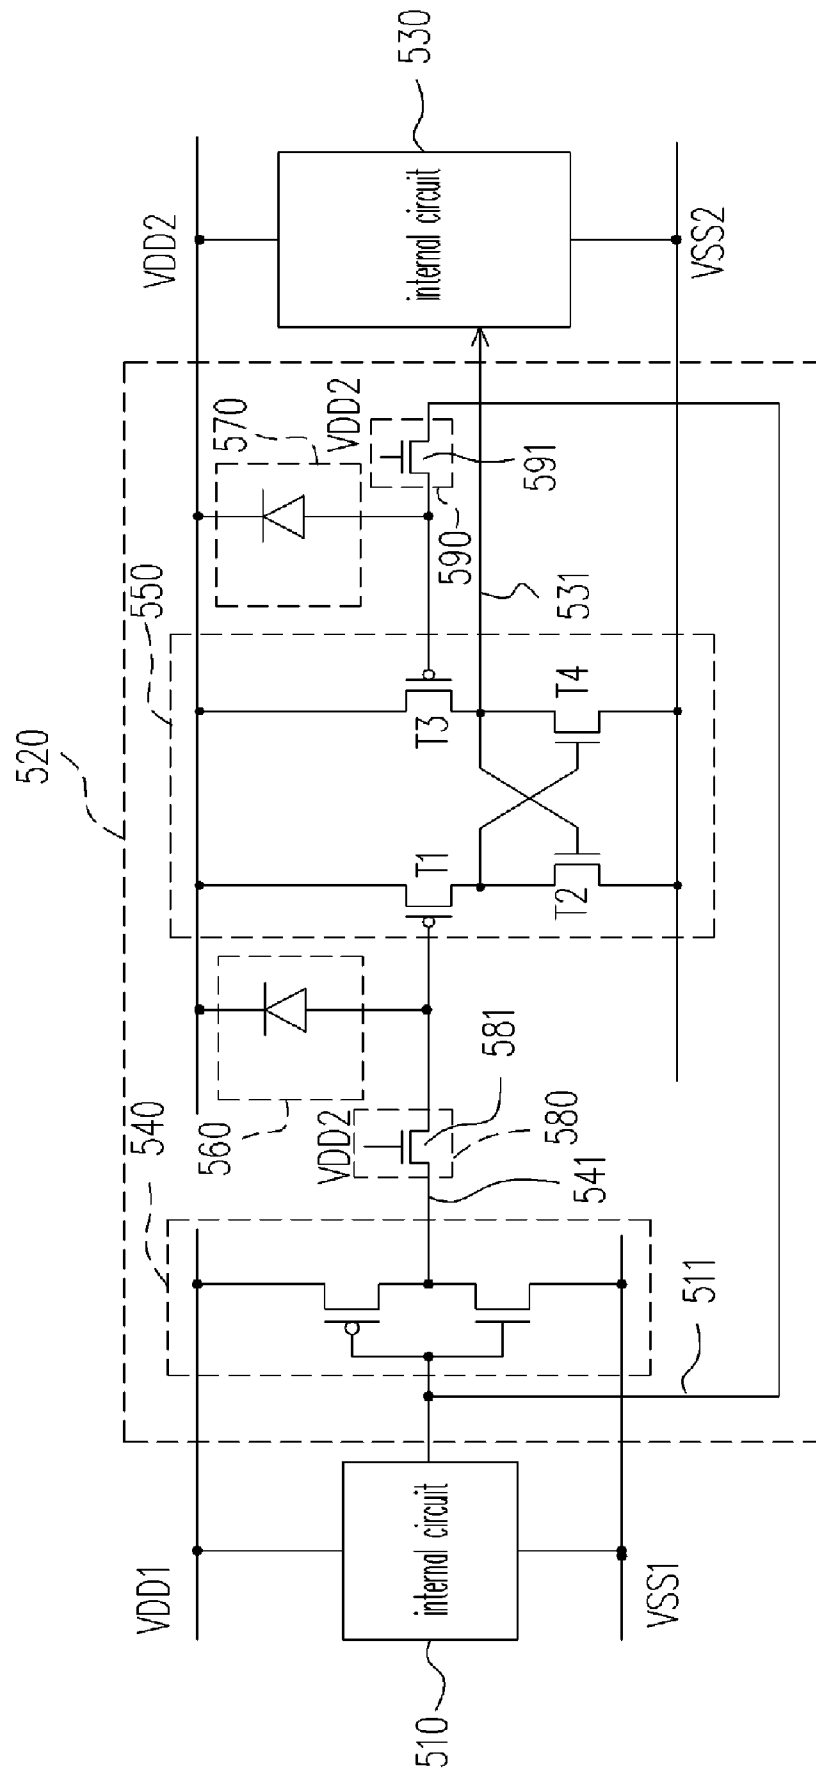 520
550
570
530
540
560
VDD1
VDD2
VDD2
VDD2
internal circuit
internal circuit
T1
T3
T2
T4
580
581
590
591
541
531
511
510
VSS1
VSS2